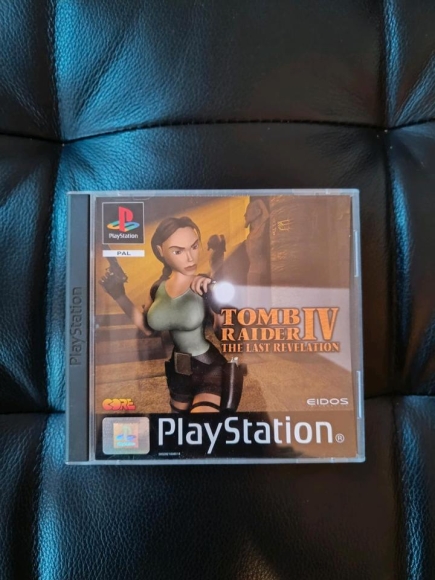 PlayStation
PlayStation
PAL
TOMB
RAIDER IV
THE LAST REVELATION
CORE
EIDOS
PlayStation®